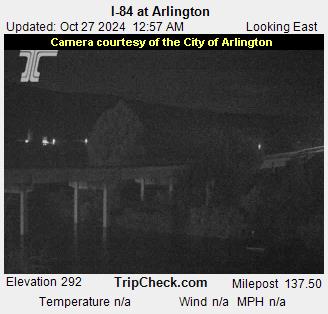 I-84 at Arlington
Updated: Oct 27 2024 12:57 AM Looking East
Camera courtesy of the City of Arlington
Elevation 292 TripCheck.com Milepost 137.50
Temperature n/a Wind n/a MPH n/a